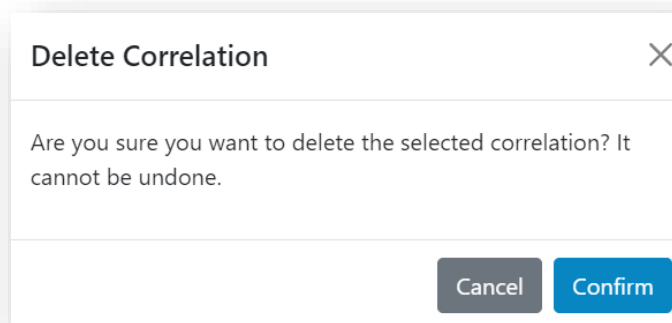 Delete Correlation
Are you sure you want to delete the selected correlation? It
cannot be undone.
Cancel Confirm